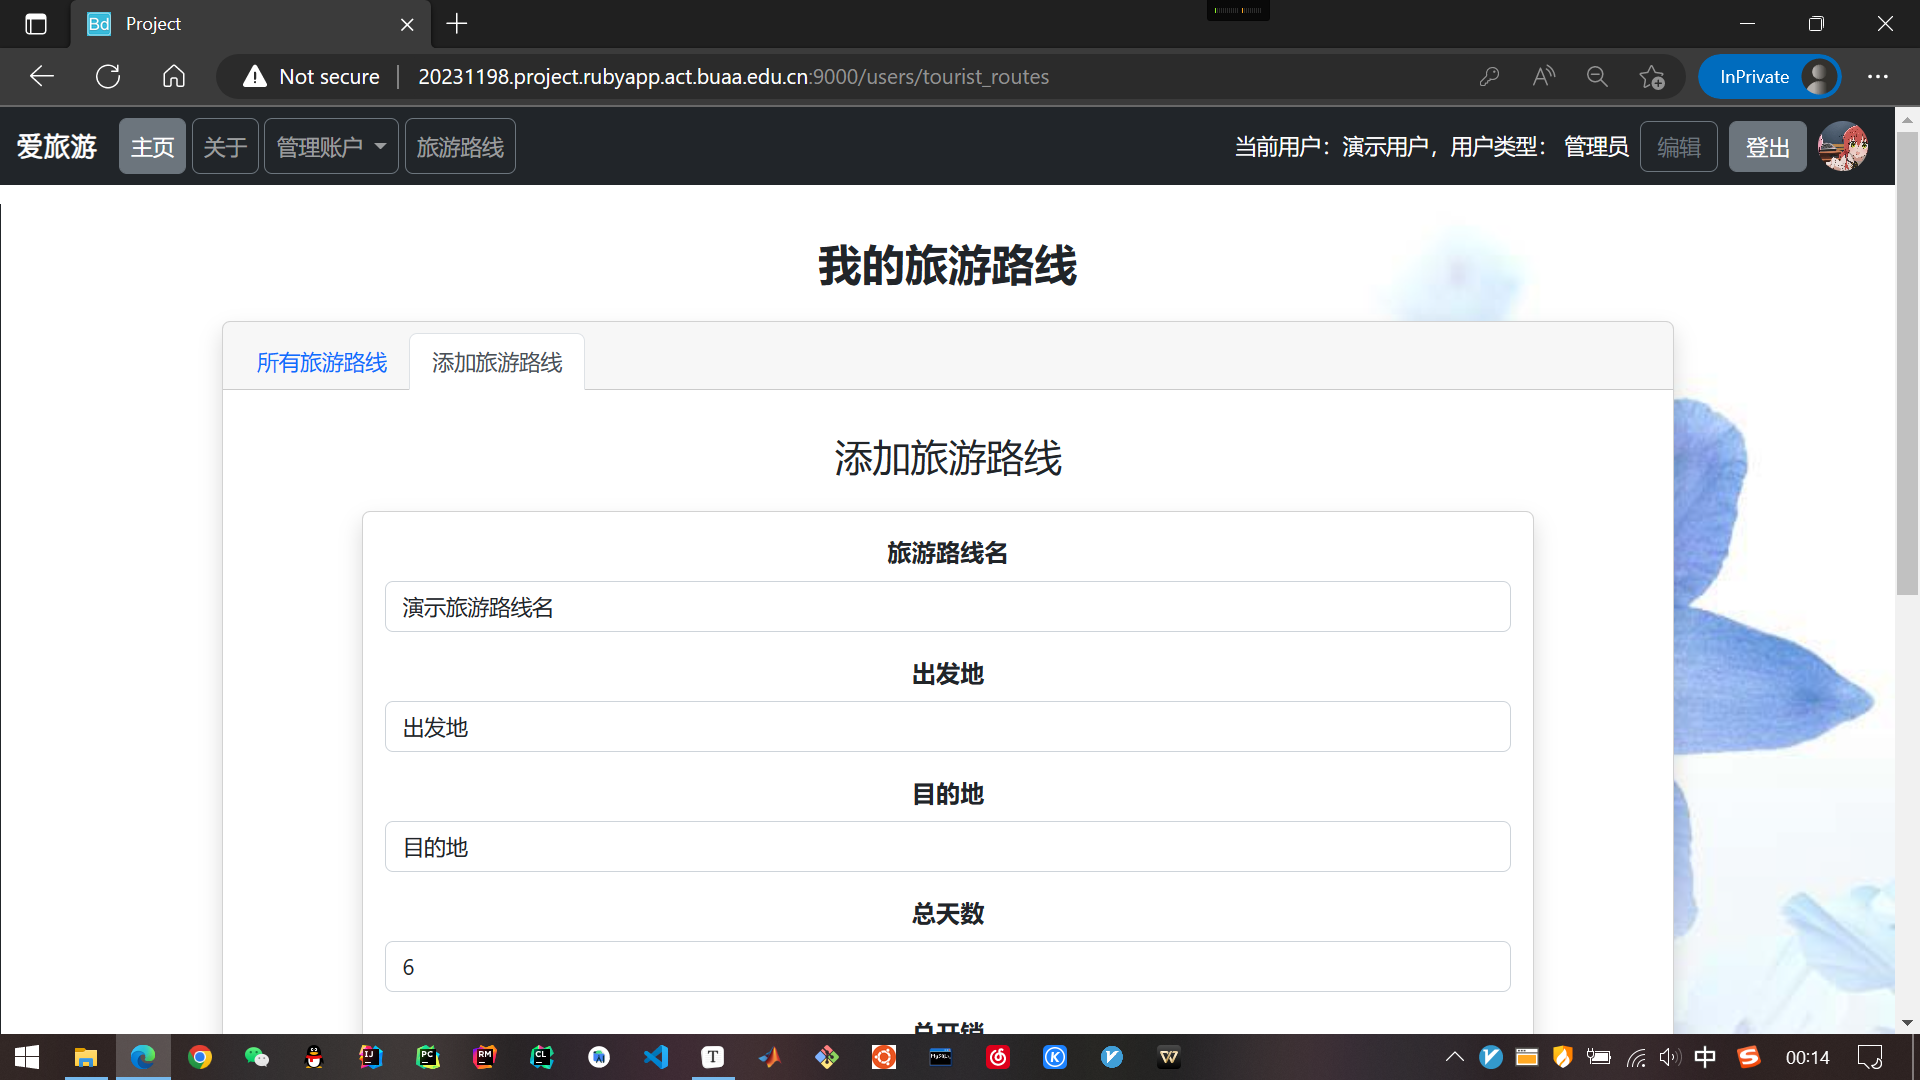 Bd Project
Not secure | 20231198.project.rubyapp.act.buaa.edu.cn:9000/users/tourist_routes InPrivate
爱旅游 主页 关于 管理账户 旅游路线 当前用户：演示用户，用户类型： 管理员 编辑 登出
我的旅游路线
所有旅游路线 添加旅游路线
添加旅游路线
旅游路线名
演示旅游路线名
出发地
出发地
目的地
目的地
总天数
6
总开销
中 00:14